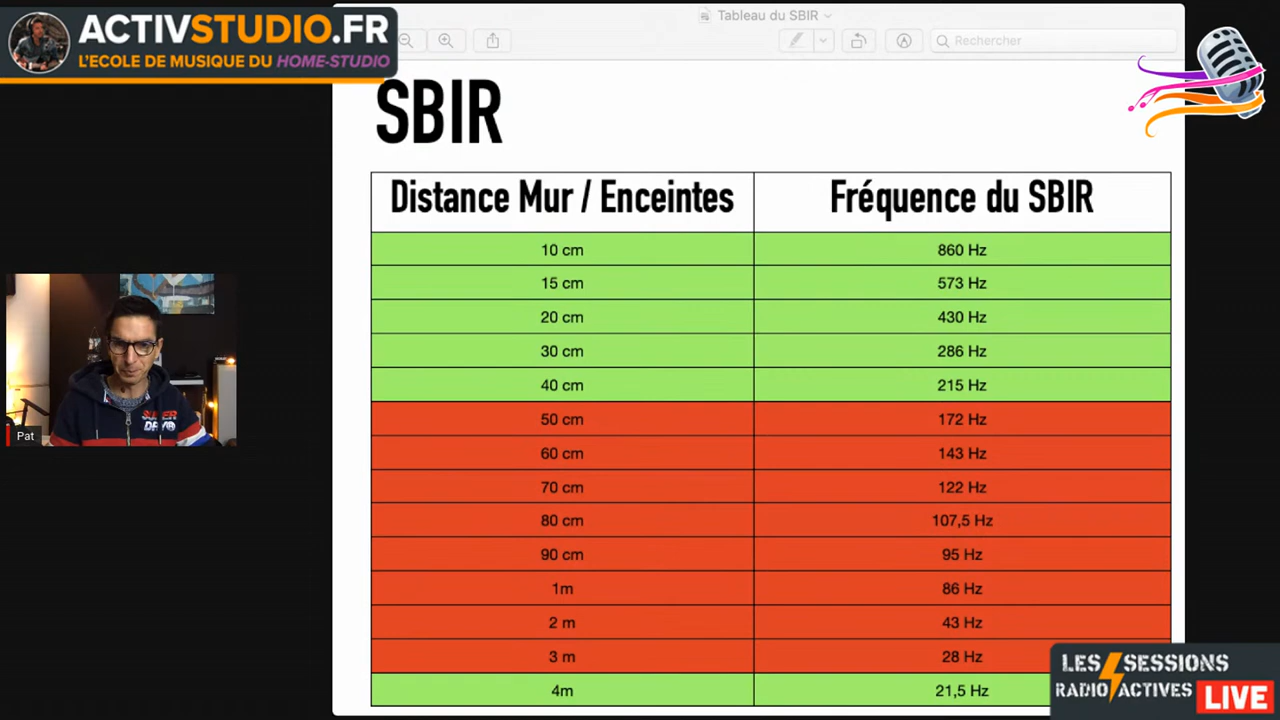 ACTIVSTUDIO.FR
L'ECOLE DE MUSIQUE DU HOME-STUDIO
Tableau du SBIR
Rechercher
SBIR
Distance Mur / Enceintes Fréquence du SBIR
10 cm 860 Hz
15 cm 573 Hz
20 cm 430 Hz
30 cm 286 Hz
40 cm 215 Hz
50 cm 172 Hz
60 cm 143 Hz
70 cm 122 Hz
80 cm 107,5 Hz
90 cm 95 Hz
1m 86 Hz
2 m 43 Hz
3 m 28 Hz
4m 21,5 Hz
Pat
LES SESSIONS
RADIO ACTIVES LIVE